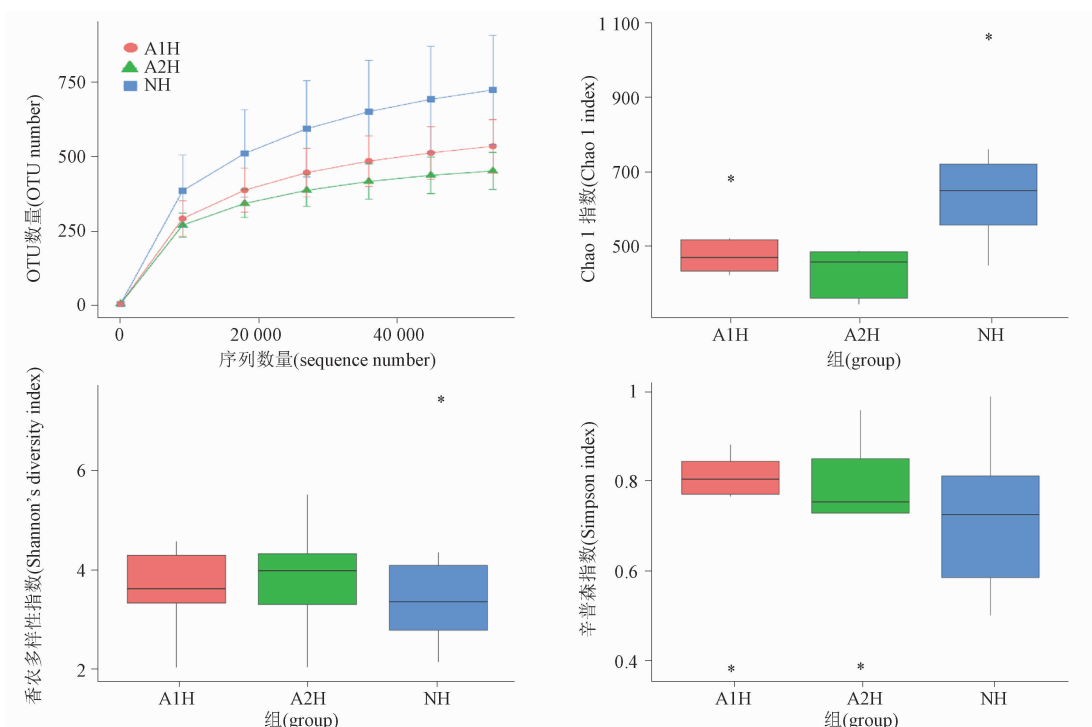 A1H
A2H
NH
OTU数量(OTU number)
750
500
250
0
0 20 000 40 000
序列数量(sequence number)
Chao 1 指数(Chao 1 index)
1 100
900
700
500
*
*
A1H A2H NH
组(group)
香农多样性指数(Shannon's diversity index)
6
4
2
*
A1H A2H NH
组(group)
辛普森指数(Simpson index)
1
0.8
0.6
0.4
* *
A1H A2H NH
组(group)